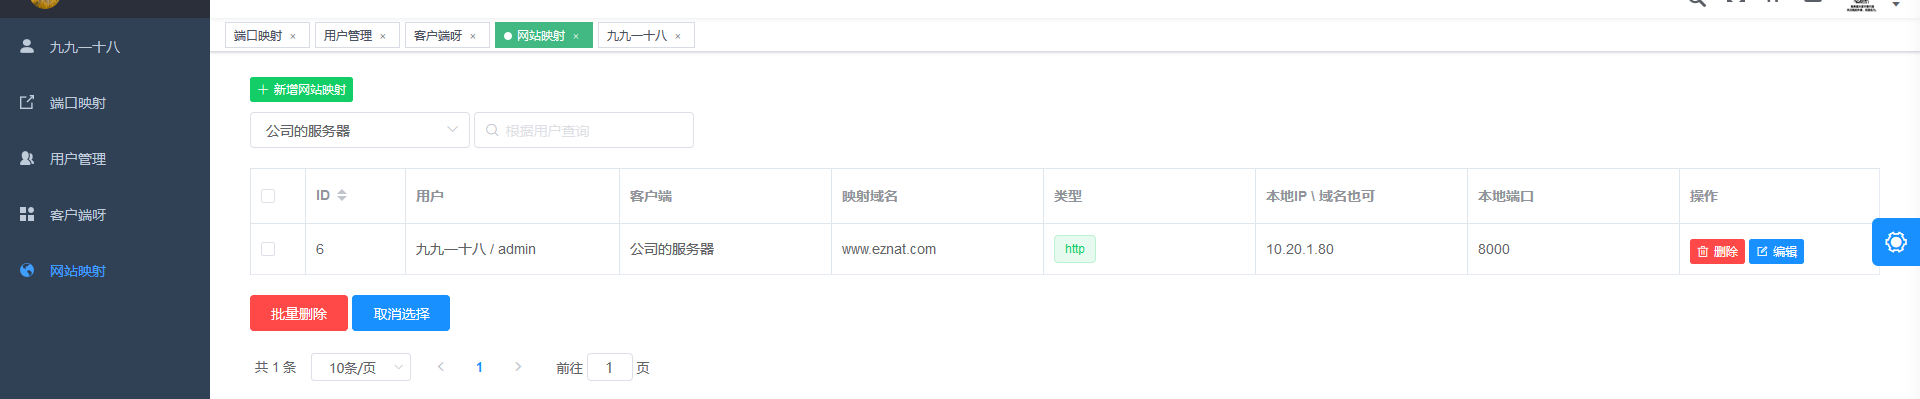 九九一十八
端口映射
用户管理
客户端呀
网站映射
端口映射 × 用户管理 × 客户端呀 × 网站映射 × 九九一十八 ×
新增网站映射
公司的服务器 根据用户查询
ID 用户 客户端 映射域名 类型 本地IP \ 域名也可 本地端口 操作
6 九九一十八 / admin 公司的服务器 www.eznat.com http 10.20.1.80 8000 删除 编辑
批量删除 取消选择
共 1 条 10条/页 1 前往 1 页